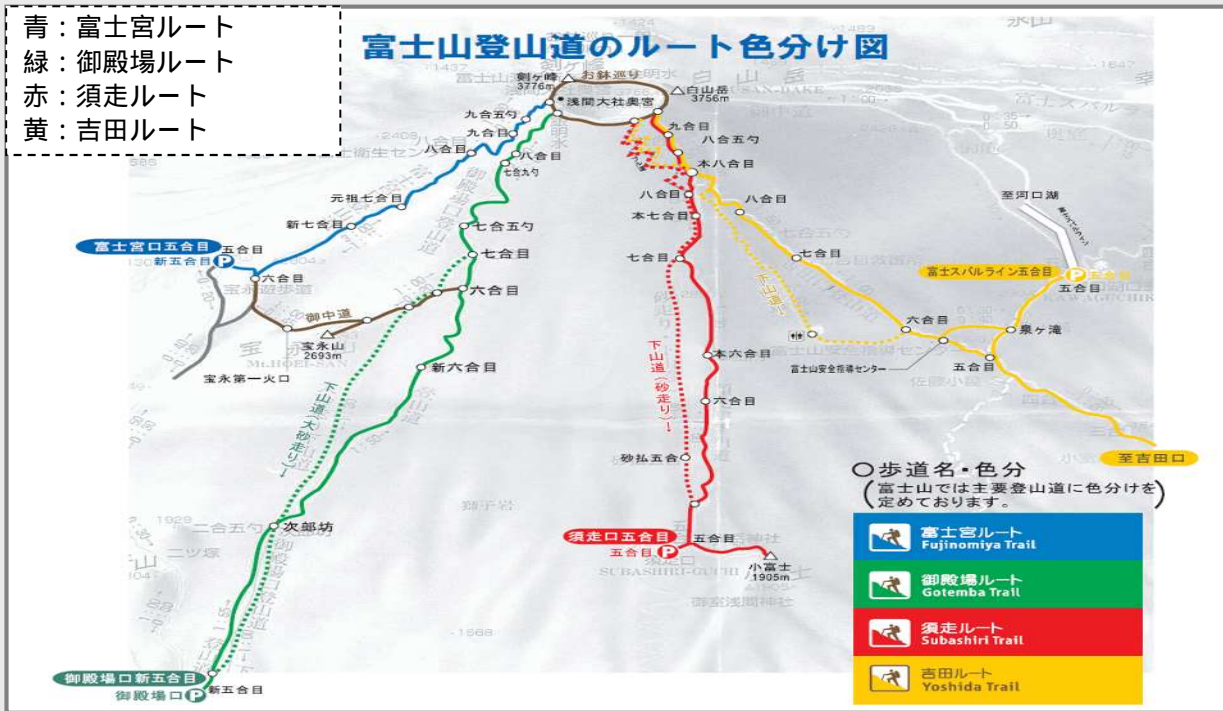 青：富士宮ルート
緑：御殿場ルート
赤：須走ルート
黄：吉田ルート
富士山登山道のルート色分け図
剣ヶ峰
3776m
お鉢巡り
白山岳
3756m
浅間大社奥宮
九合五勺
九合目
八合目
元祖七合目
新七合目
富士宮口五合目
五合目
新五合目
六合目
八合目
七合九勺
七合五勺
七合目
六合目
御中道
宝永山
2693m
宝永第一火口
新六合目
下山道(大砂走り)→
次郎坊
御殿場口新五合目
御殿場口
新五合目
九合目
八合五勺
本八合目
八合目
本七合目
七合目
下山道(砂走り)→
本六合目
六合目
砂払五合
須走口五合目
五合目
五合目
小富士
1905m
八合目
七合目
下山道
六合目
富士山安全指導センター
五合目
泉ヶ滝
至河口湖
富士スバルライン五合目
五合目
五合目
至吉田口
○歩道名・色分
(富士山では主要登山道に色分けを
定めております。)
富士宮ルート
Fujinomiya Trail
御殿場ルート
Gotemba Trail
須走ルート
Subashiri Trail
吉田ルート
Yoshida Trail